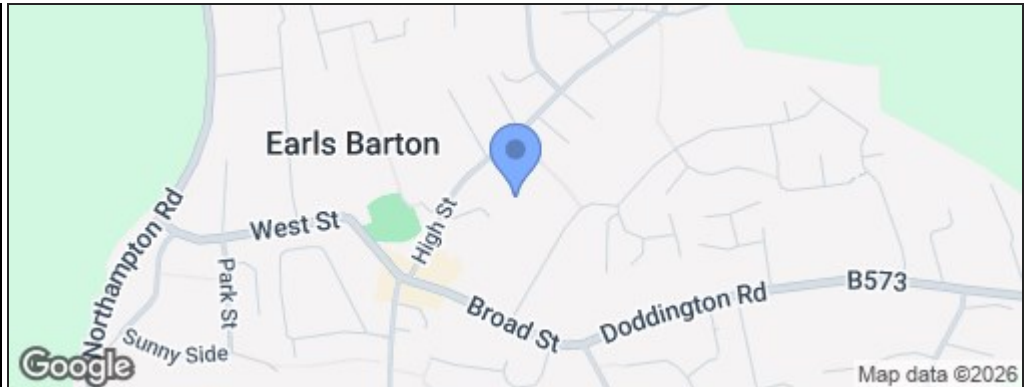 Earls Barton
High St
West St
Northampton Rd
Park St
Sunny Side
Broad St
Doddington Rd
B573
Google
Map data ©2026